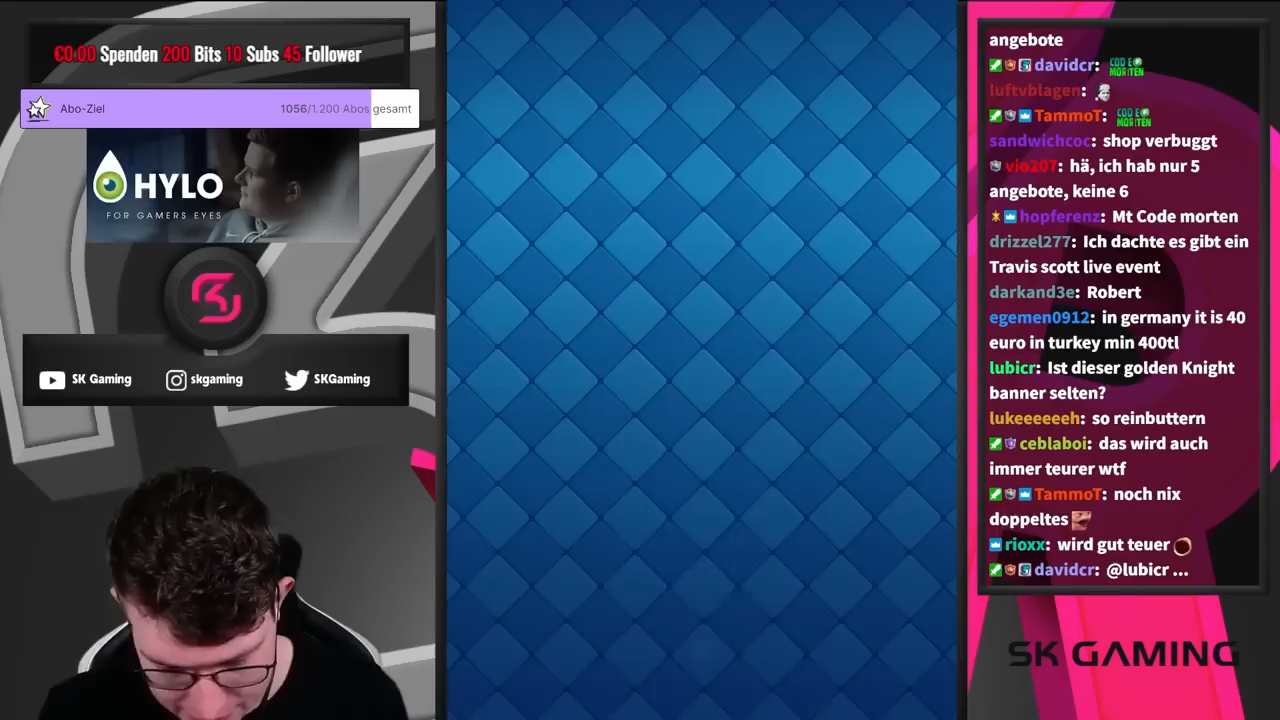 €0.00 Spenden 200 Bits 10 Subs 45 Follower
Abo-Ziel 1056/1.200 Abos gesamt
HYLO
FOR GAMERS EYES
SK Gaming skgaming SKGaming
angebote
davidcr: CODE MORTEN
luftvblagen:
TammoT: CODE MORTEN
sandwichcoc: shop verbuggt
vio207: hä, ich hab nur 5
angebote, keine 6
hopferenz: Mt Code morten
drizzel277: Ich dachte es gibt ein
Travis scott live event
darkand3e: Robert
egemen0912: in germany it is 40
euro in turkey min 400tl
lubicr: Ist dieser golden Knight
banner selten?
lukeeeeeeh: so reinbuttern
ceblaboi: das wird auch
immer teurer wtf
TammoT: noch nix
doppeltes
rioxx: wird gut teuer
davidcr: @lubicr ...
SK GAMING